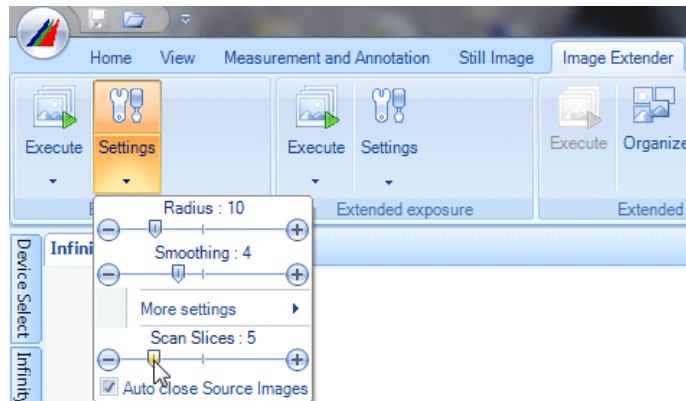 Home View Measurement and Annotation Still Image Image Extender
Execute Settings Execute Settings Execute Organize
Extended exposure Extended
Radius : 10
Smoothing : 4
More settings
Scan Slices : 5
Auto close Source Images
Device Select
Infini
Infinity